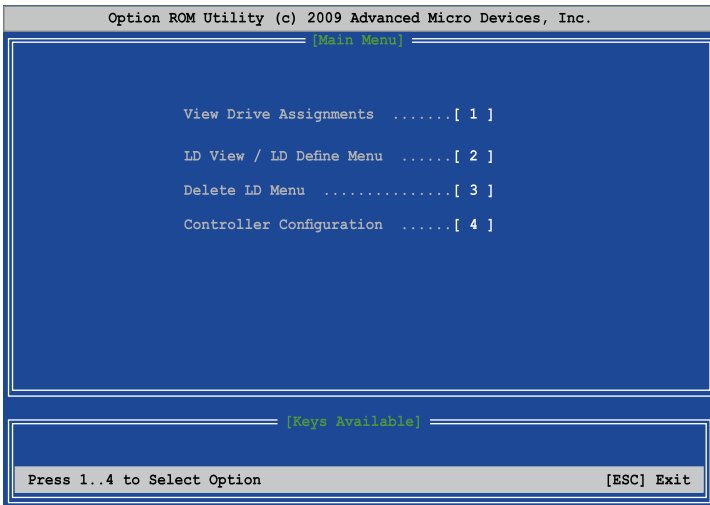 Option ROM Utility (c) 2009 Advanced Micro Devices, Inc.
[Main Menu]
View Drive Assignments .......[ 1 ]
LD View / LD Define Menu ......[ 2 ]
Delete LD Menu ...............[ 3 ]
Controller Configuration ......[ 4 ]
[Keys Available]
Press 1..4 to Select Option [ESC] Exit